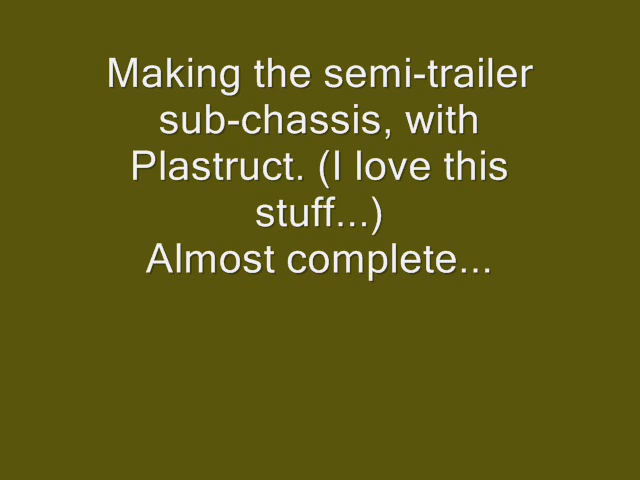 Making the semi-trailer
sub-chassis, with
Plastruct. (I love this
stuff...)
Almost complete...